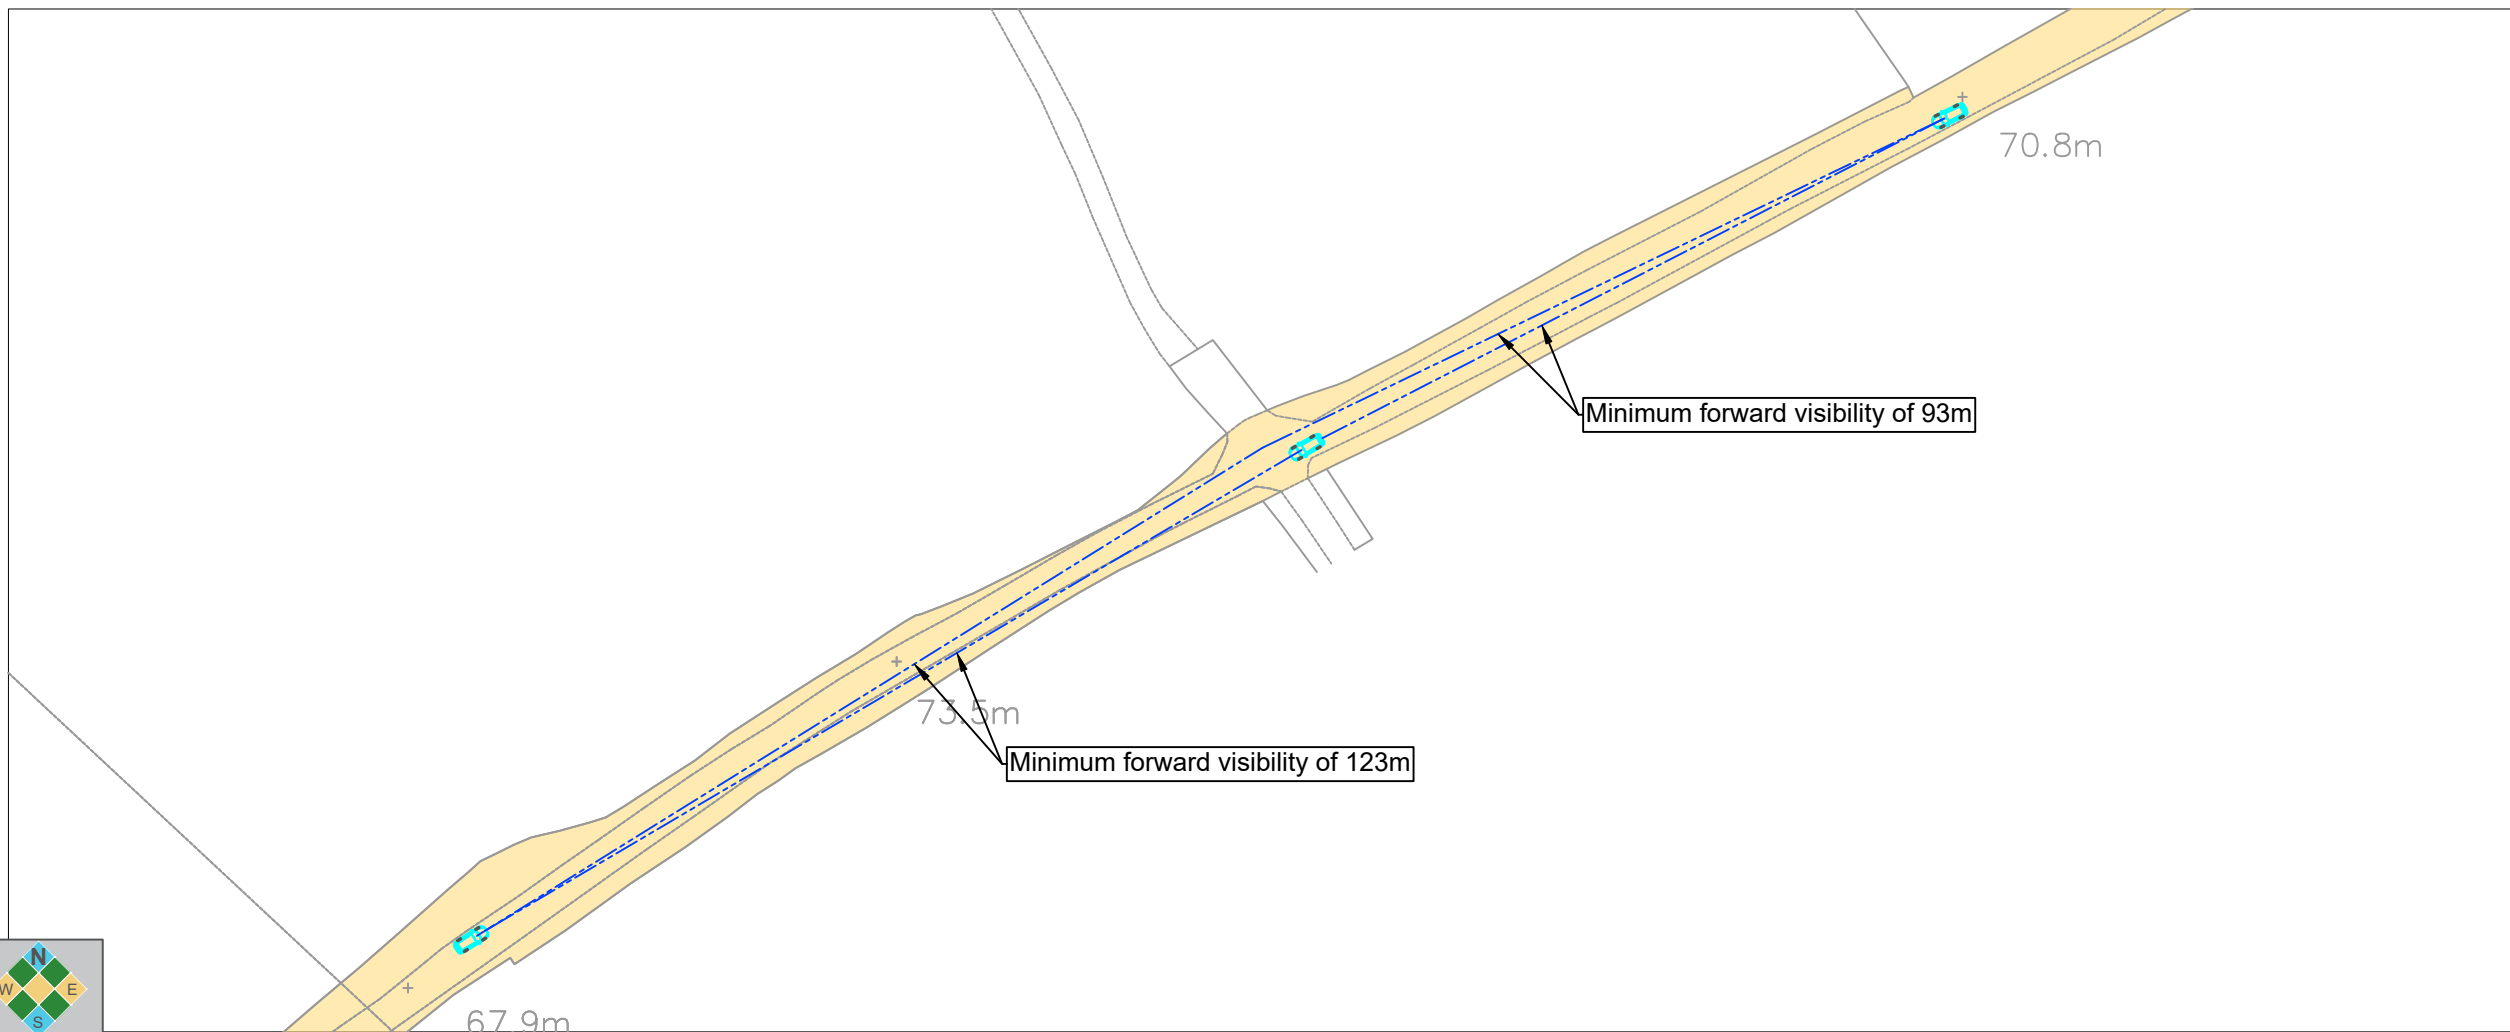 70.8m
Minimum forward visibility of 93m
73.5m
Minimum forward visibility of 123m
N
W E
S
67.9m